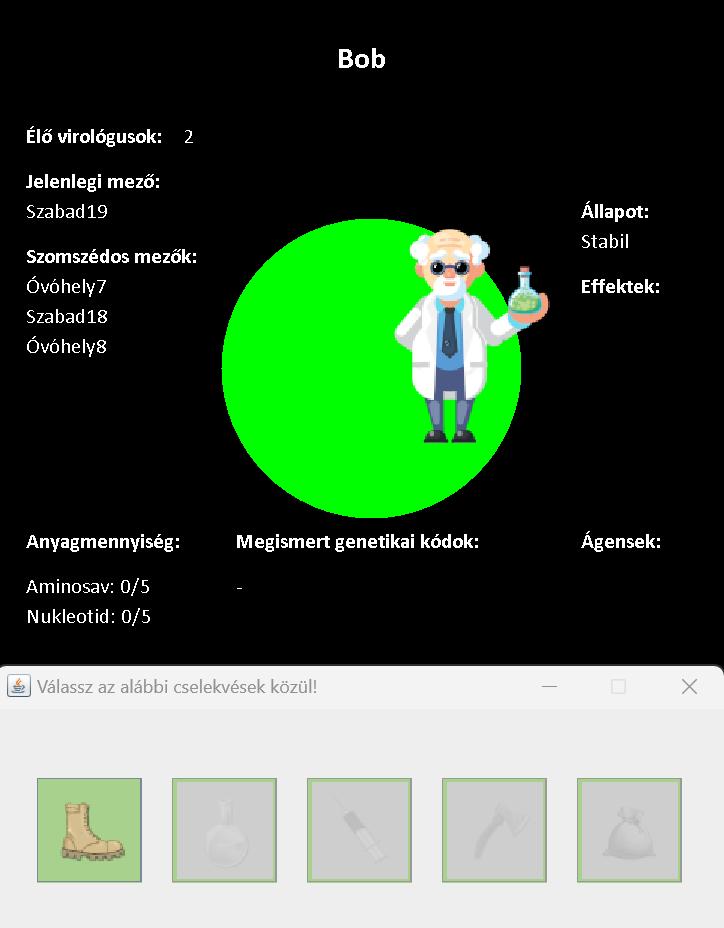 Bob
Élő virológusok: 2
Jelenlegi mező:
Szabad19
Szomszédos mezők:
Óvóhely7
Szabad18
Óvóhely8
Állapot:
Stabil
Effektek:
Anyagmennyiség:
Aminosav: 0/5
Nukleotid: 0/5
Megismert genetikai kódok:
-
Ágensek:
Válassz az alábbi cselekvések közül!